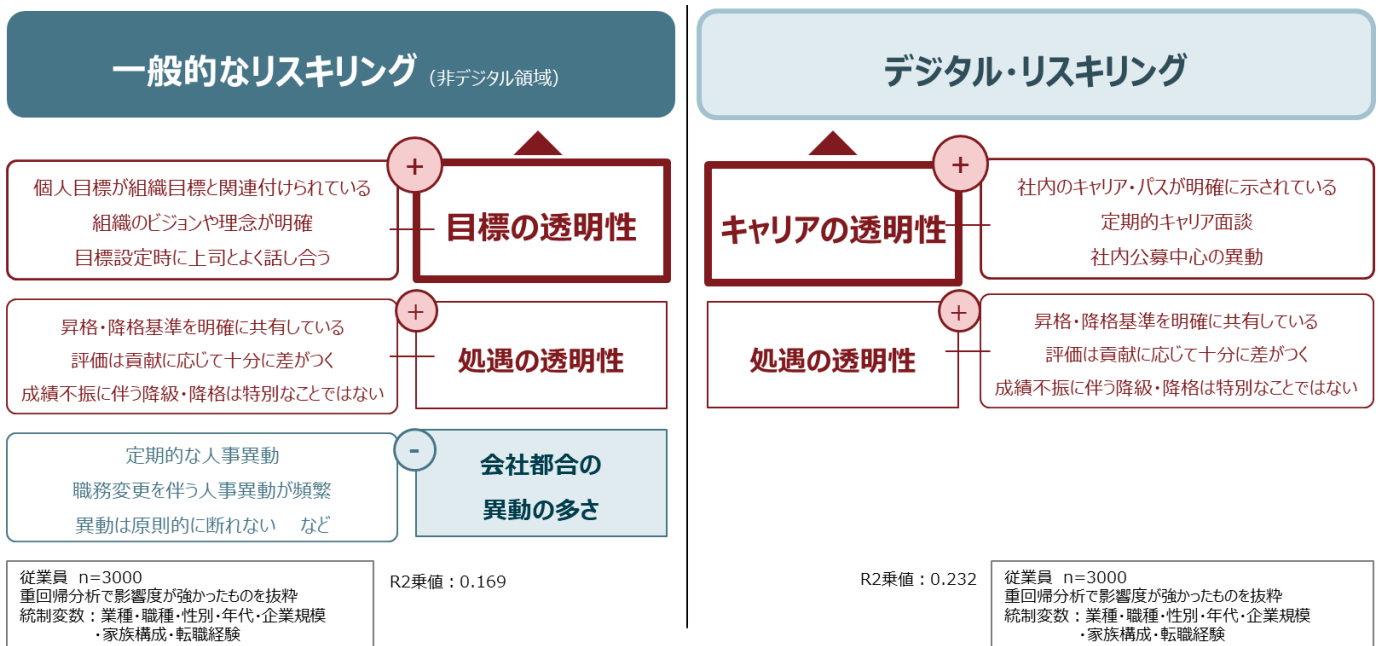 一般的なリスキリング（非デジタル領域）
+
個人目標が組織目標と関連付けられている
組織のビジョンや理念が明確
目標設定時に上司とよく話し合う
目標の透明性
+
昇格・降格基準を明確に共有している
評価は貢献に応じて十分に差がつく
成績不振に伴う降級・降格は特別なことではない
処遇の透明性
-
定期的な人事異動
職務変更を伴う人事異動が頻繁
異動は原則的に断れない　など
会社都合の
異動の多さ
従業員 n=3000
重回帰分析で影響度が強かったものを抜粋
統制変数：業種・職種・性別・年代・企業規模
・家族構成・転職経験
R2乗値：0.169
デジタル・リスキリング
キャリアの透明性
+
社内のキャリア・パスが明確に示されている
定期的キャリア面談
社内公募中心の異動
処遇の透明性
+
昇格・降格基準を明確に共有している
評価は貢献に応じて十分に差がつく
成績不振に伴う降級・降格は特別なことではない
R2乗値：0.232
従業員 n=3000
重回帰分析で影響度が強かったものを抜粋
統制変数：業種・職種・性別・年代・企業規模
・家族構成・転職経験